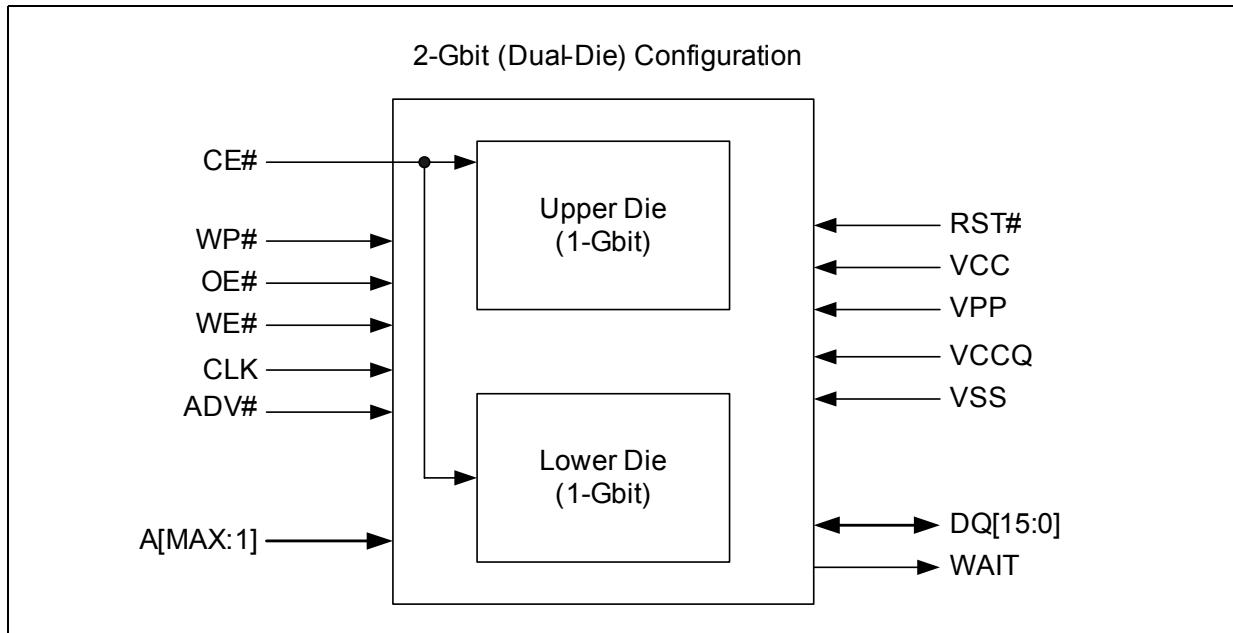 2-Gbit (Dual-Die) Configuration
CE#
WP#
OE#
WE#
CLK
ADV#
A[MAX:1]
Upper Die
(1-Gbit)
Lower Die
(1-Gbit)
RST#
VCC
VPP
VCCQ
VSS
DQ[15:0]
WAIT